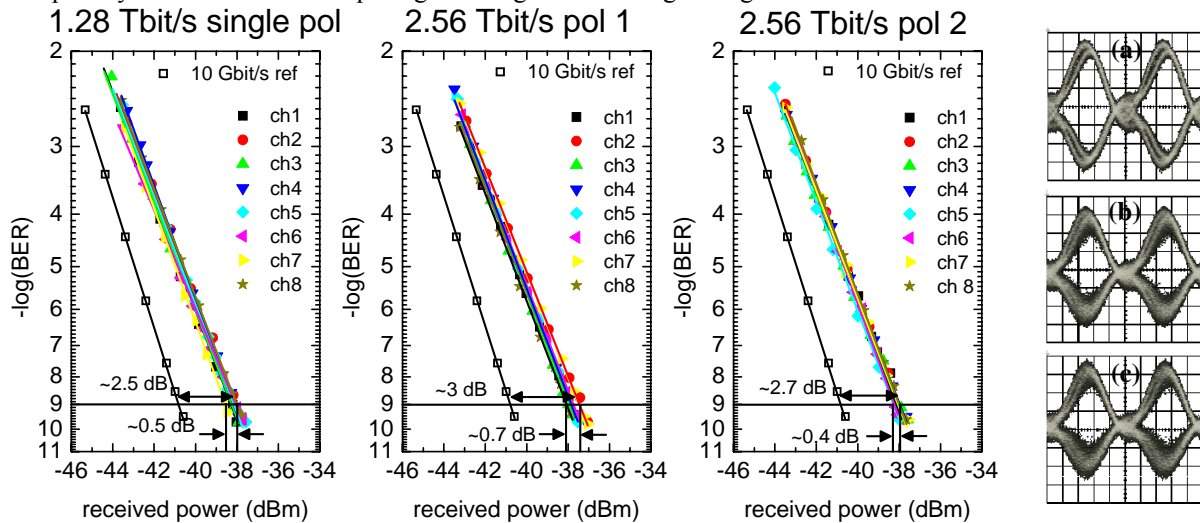 1.28 Tbit/s single pol
2.56 Tbit/s pol 1
2.56 Tbit/s pol 2
2
3
4
5
6
7
8
9
10
11
-log(BER)
10 Gbit/s ref
ch1
ch2
ch3
ch4
ch5
ch6
ch7
ch8
~2.5 dB
~0.5 dB
-46 -44 -42 -40 -38 -36 -34
received power (dBm)
2
3
4
5
6
7
8
9
10
11
-log(BER)
10 Gbit/s ref
ch1
ch2
ch3
ch4
ch5
ch6
ch7
ch8
~3 dB
~0.7 dB
-46 -44 -42 -40 -38 -36 -34
received power (dBm)
2
3
4
5
6
7
8
9
10
11
-log(BER)
10 Gbit/s ref
ch1
ch2
ch3
ch4
ch5
ch6
ch7
ch 8
~2.7 dB
~0.4 dB
-46 -44 -42 -40 -38 -36 -34
received power (dBm)
(a)
(b)
(c)